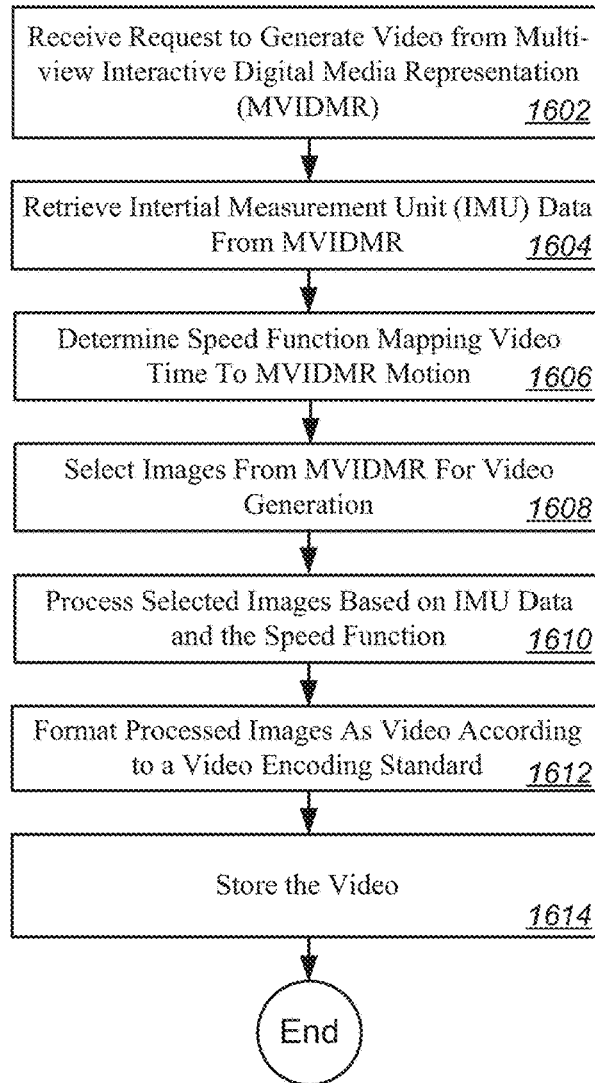 Receive Request to Generate Video from Multi-
view Interactive Digital Media Representation
(MVIDMR)
1602
Retrieve Intertial Measurement Unit (IMU) Data
From MVIDMR
1604
Determine Speed Function Mapping Video
Time To MVIDMR Motion
1606
Select Images From MVIDMR For Video
Generation
1608
Process Selected Images Based on IMU Data
and the Speed Function
1610
Format Processed Images As Video According
to a Video Encoding Standard
1612
Store the Video
1614
End